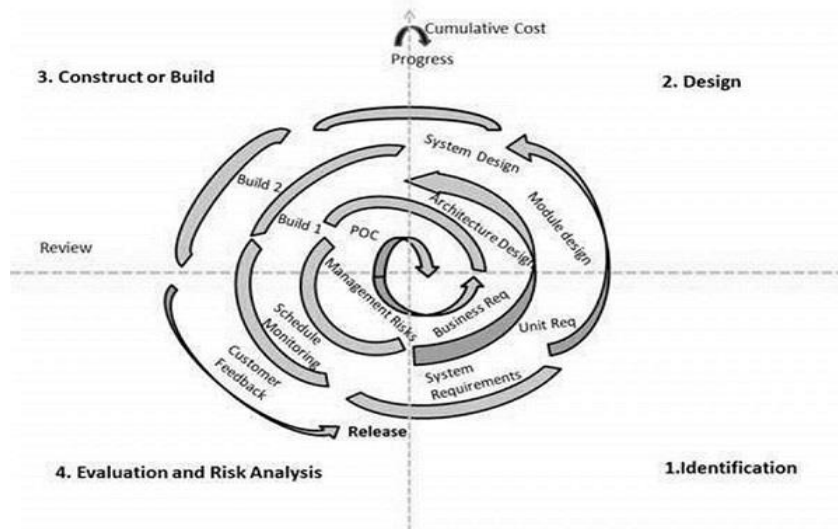 Cumulative Cost
Progress
3. Construct or Build
2. Design
System Design
Build 2
Module design
Build 1
POC
Architecture Design
Review
Management Risks
Business Req
Schedule
Monitoring
Unit Req
Customer
Feedback
System
Requirements
Release
4. Evaluation and Risk Analysis
1.Identification